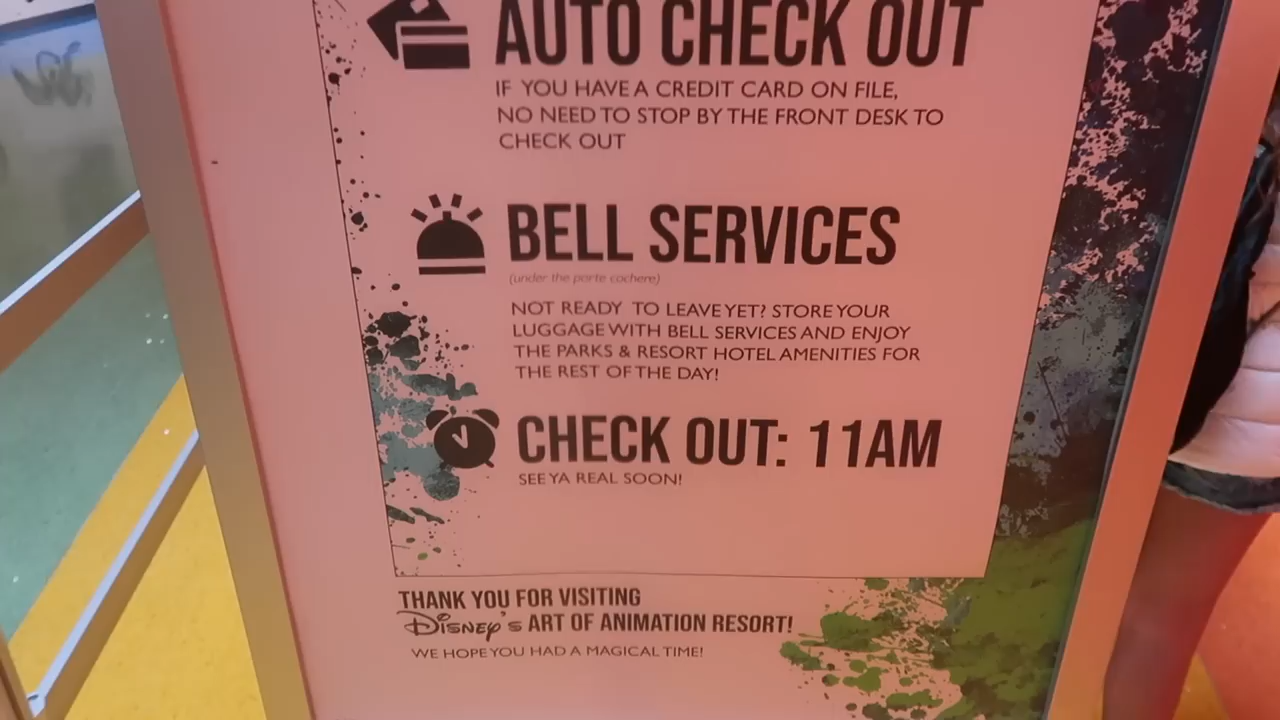 AUTO CHECK OUT
IF YOU HAVE A CREDIT CARD ON FILE,
NO NEED TO STOP BY THE FRONT DESK TO
CHECK OUT
BELL SERVICES
(under the porte cochere)
NOT READY TO LEAVE YET? STORE YOUR
LUGGAGE WITH BELL SERVICES AND ENJOY
THE PARKS & RESORT HOTEL AMENITIES FOR
THE REST OF THE DAY!
CHECK OUT: 11AM
SEE YA REAL SOON!
THANK YOU FOR VISITING
Disney's ART OF ANIMATION RESORT!
WE HOPE YOU HAD A MAGICAL TIME!